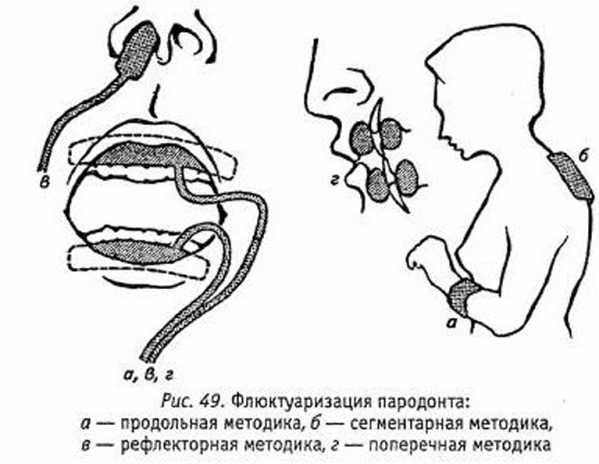 в
г
б
а
а, в, г
Рис. 49. Флюктуаризация пародонта:
а — продольная методика, б — сегментарная методика,
в — рефлекторная методика, г — поперечная методика